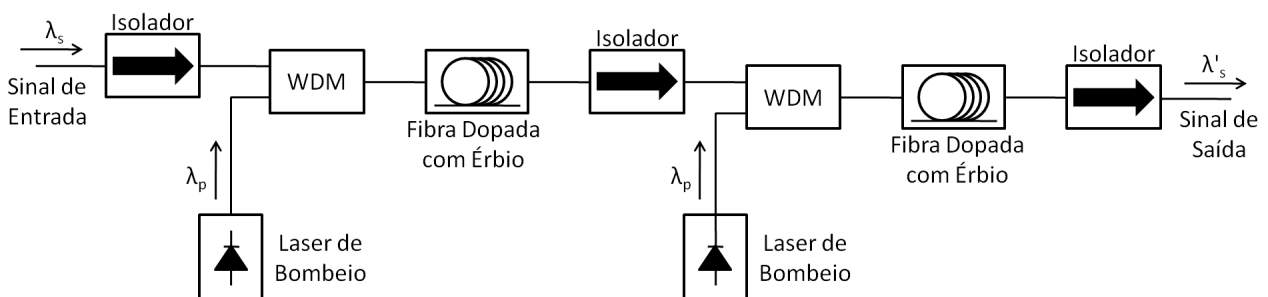 λs
Isolador
Sinal de
Entrada
WDM
Fibra Dopada
com Érbio
λp
Laser de
Bombeio
Isolador
WDM
Fibra Dopada
com Érbio
λp
Laser de
Bombeio
Isolador
λ's
Sinal de
Saída